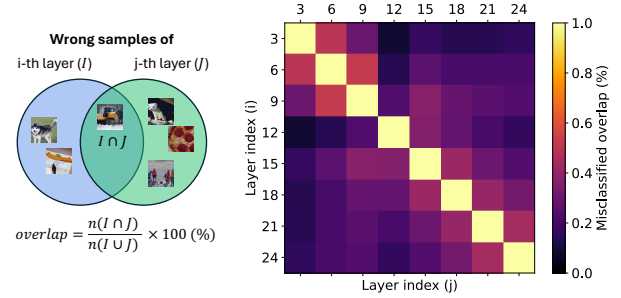 Wrong samples of
i-th layer (I)
j-th layer (J)
I ∩ J
overlap = n(I ∩ J) / n(I ∪ J) × 100 (%)
3 6 9 12 15 18 21 24
3
6
9
12
15
18
21
24
Layer index (i)
Layer index (j)
1.0
0.8
0.6
0.4
0.2
0.0
Misclassified overlap (%)